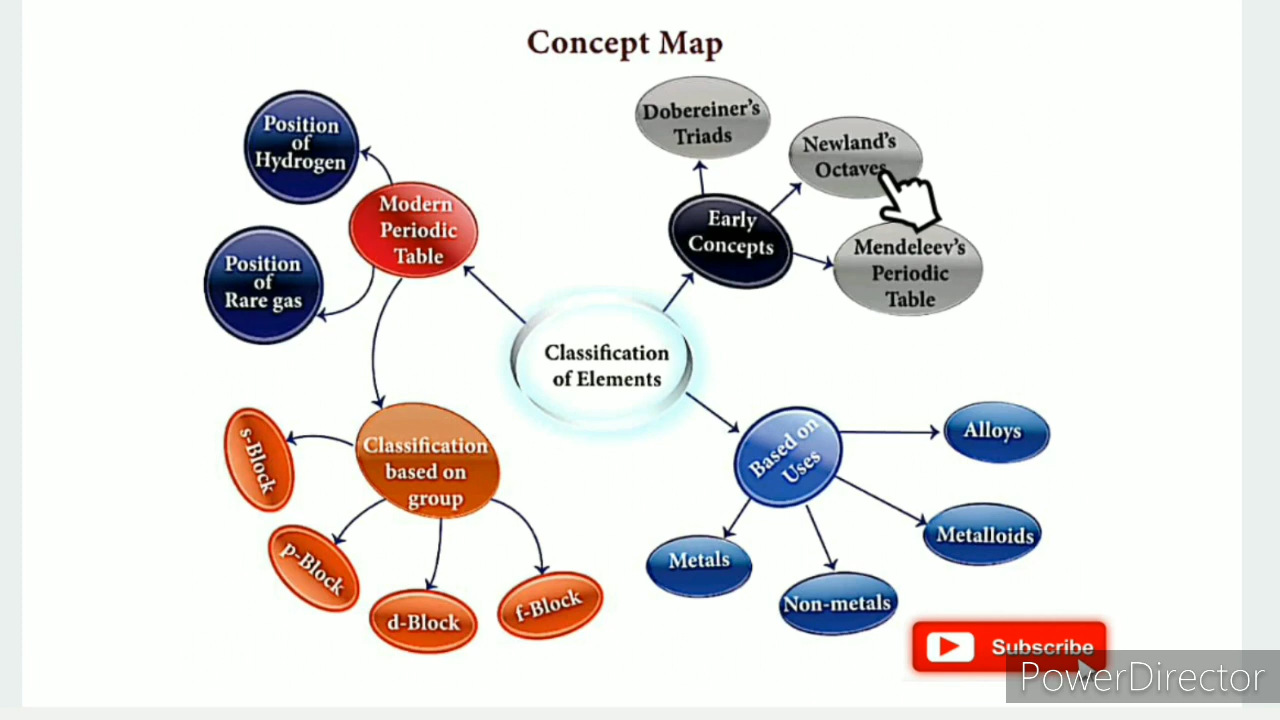 Concept Map
Position
of
Hydrogen
Modern
Periodic
Table
Position
of
Rare gas
Dobereiner's
Triads
Newland's
Octaves
Early
Concepts
Mendeleev's
Periodic
Table
Classification
of Elements
Classification
based on
group
s-Block
p-Block
d-Block
f-Block
Based on
Uses
Alloys
Metalloids
Metals
Non-metals
Subscribe
PowerDirector